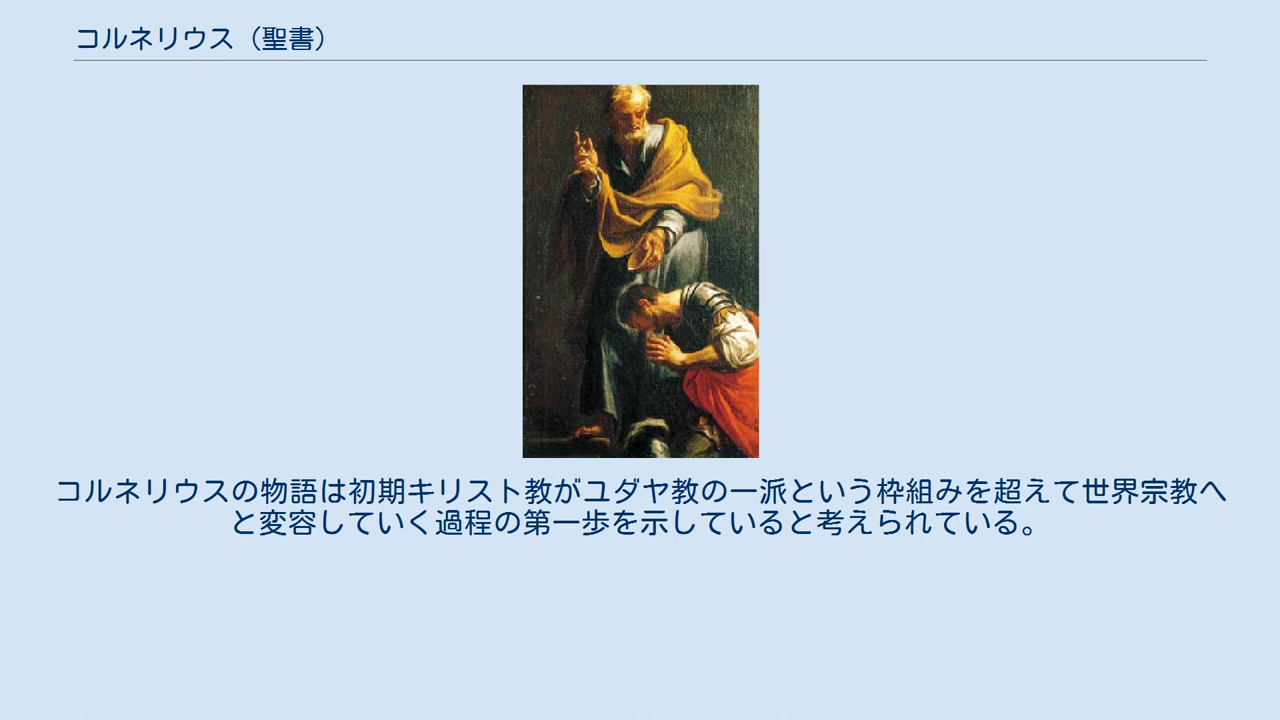 コルネリウス（聖書）
コルネリウスの物語は初期キリスト教がユダヤ教の一派という枠組みを超えて世界宗教へ
と変容していく過程の第一歩を示していると考えられている。